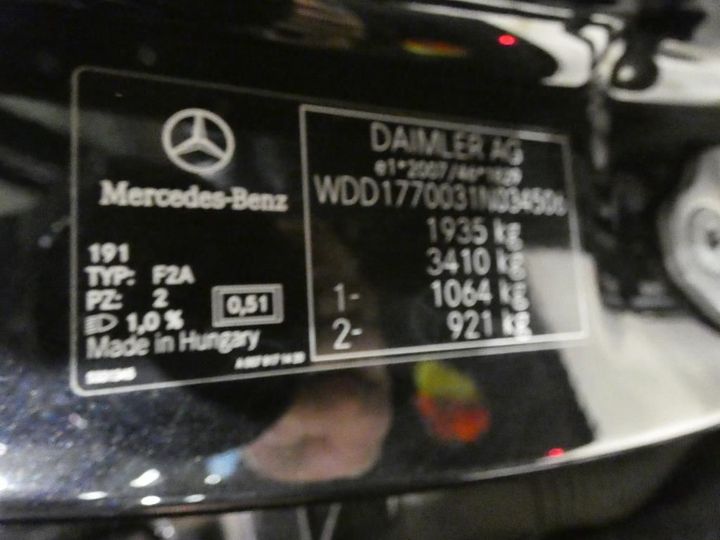 Mercedes-Benz
191
TYP: F2A
PZ: 2
0,51
1,0 %
Made in Hungary
DAIMLER AG
1935 kg
3410 kg
1- 1064 kg
2- 921 kg